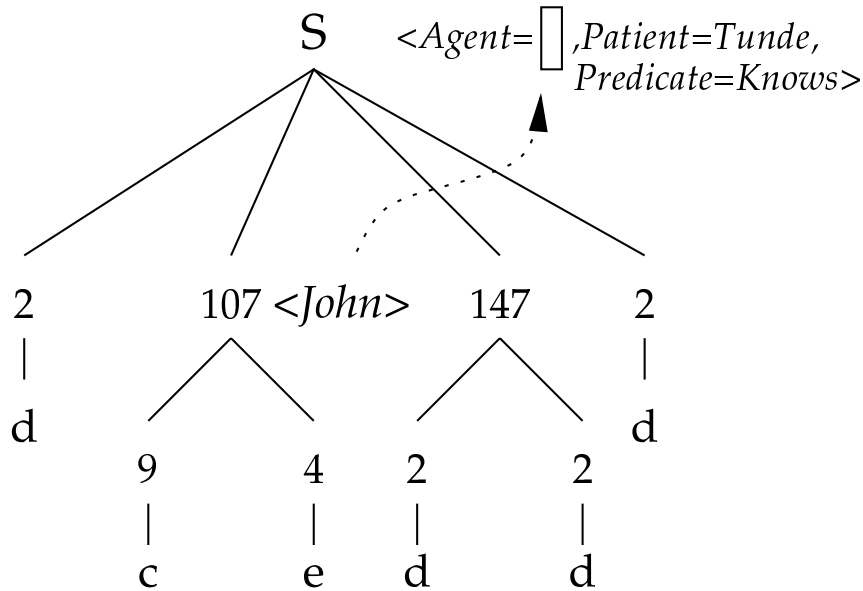 S <Agent= ,Patient=Tunde,
Predicate=Knows>
2 107 <John> 147 2
d d
9 4 2 2
c e d d